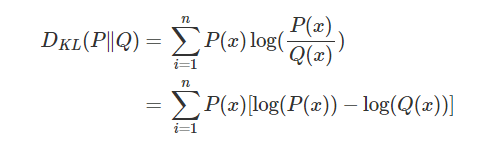 D_{KL}(P‖Q) = \sum_{i=1}^{n} P(x) \log(\frac{P(x)}{Q(x)})
= \sum_{i=1}^{n} P(x)[\log(P(x)) − \log(Q(x))]